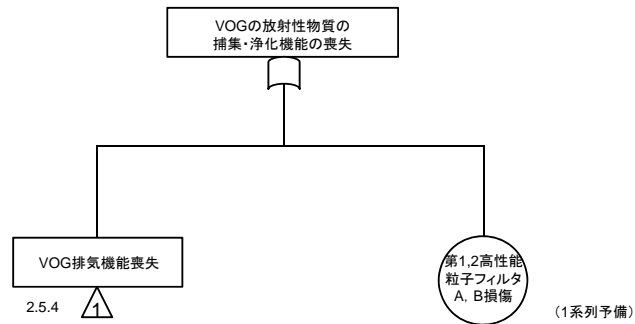 VOGの放射性物質の
捕集・浄化機能の喪失
VOG排気機能喪失
2.5.4
1
第1,2高性能
粒子フィルタ
A, B損傷
（1系列予備）